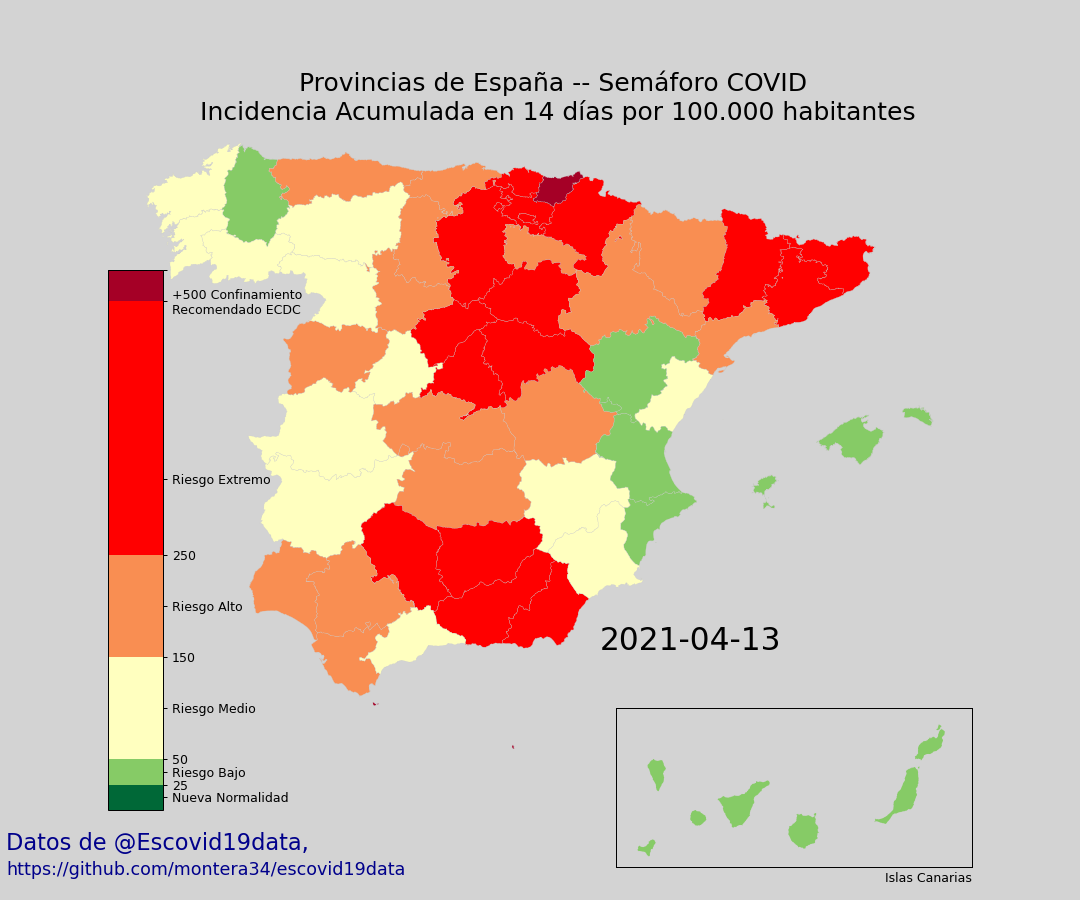 Provincias de España -- Semáforo COVID
Incidencia Acumulada en 14 días por 100.000 habitantes
+500 Confinamiento
Recomendado ECDC
Riesgo Extremo
250
Riesgo Alto
150
Riesgo Medio
50
Riesgo Bajo
25
Nueva Normalidad
2021-04-13
Islas Canarias
Datos de @Escovid19data,
https://github.com/montera34/escovid19data